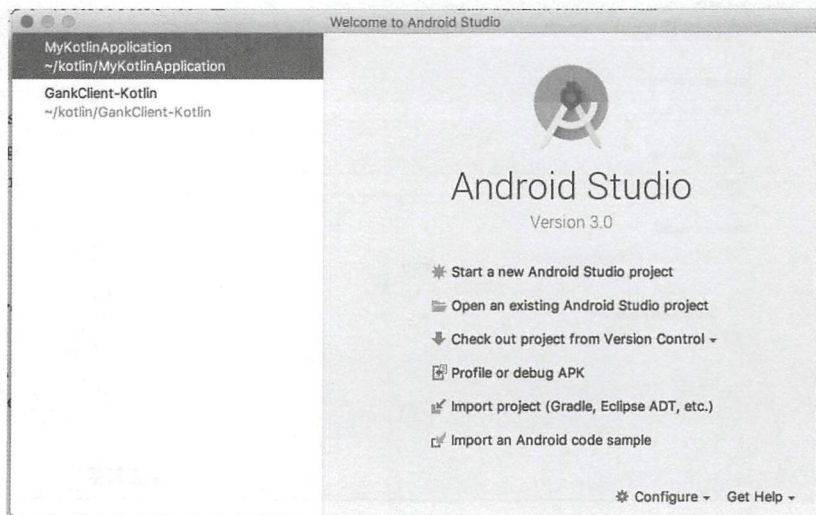 Welcome to Android Studio
MyKotlinApplication
~/kotlin/MyKotlinApplication
GankClient-Kotlin
~/kotlin/GankClient-Kotlin
Android Studio
Version 3.0
Start a new Android Studio project
Open an existing Android Studio project
Check out project from Version Control
Profile or debug APK
Import project (Gradle, Eclipse ADT, etc.)
Import an Android code sample
Configure
Get Help